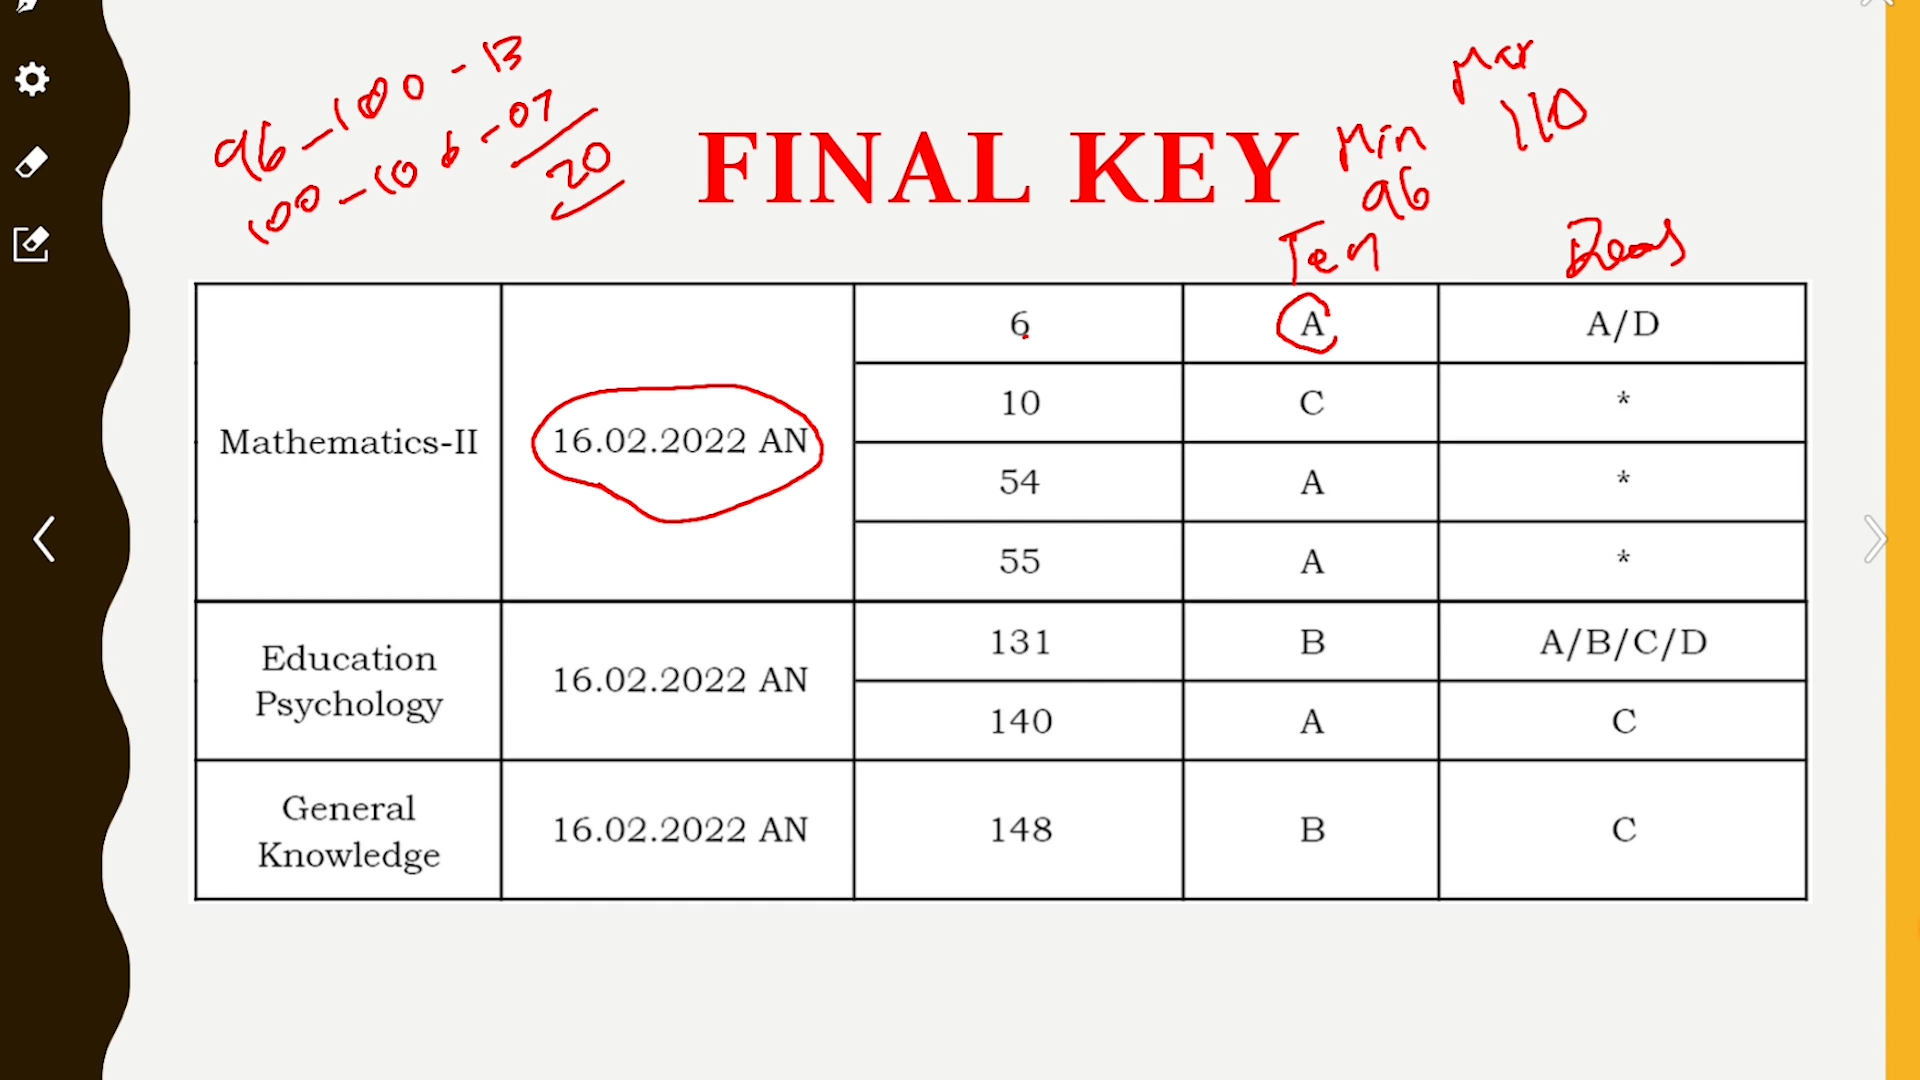 96-100-13
100-106-07
20
FINAL KEY
Min
96
Max
110
Ten
6 A A/D
10 C *
Mathematics-II 16.02.2022 AN
54 A *
55 A *
131 B A/B/C/D
Education
Psychology 16.02.2022 AN
140 A C
General
Knowledge 16.02.2022 AN 148 B C